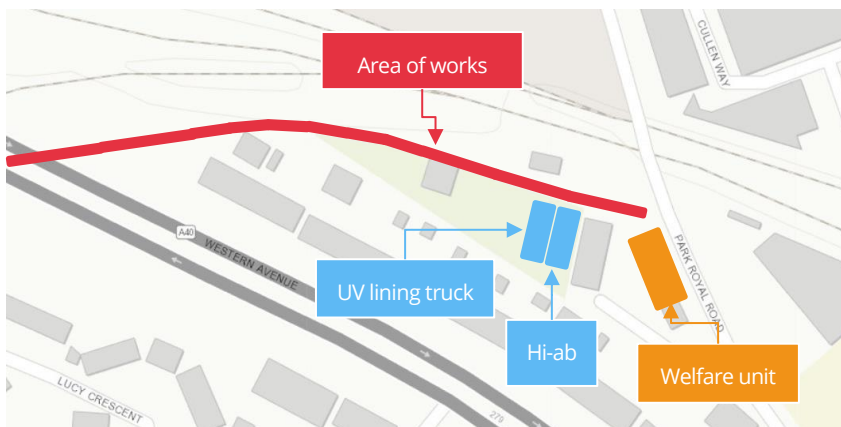 CULLEN WAY
Area of works
A40
WESTERN AVENUE
PARK ROYAL ROAD
UV lining truck
Hi-ab
Welfare unit
LUCY CRESCENT
279